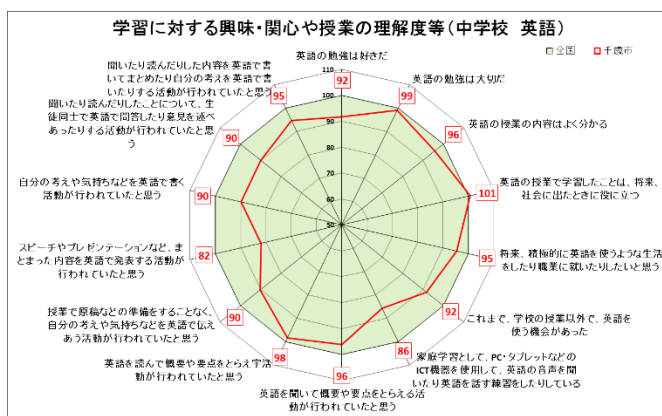 学習に対する興味・関心や授業の理解度等(中学校 英語)
全国
千歳市
英語の勉強は好きだ
110
100
90
80
70
60
50
92
英語の勉強は大切だ
99
英語の授業の内容はよく分かる
96
英語の授業で学習したことは、将来、
社会に出たときに役に立つ
101
将来、積極的に英語を使うような生活
をしたり職業に就いたりしたいと思う
95
これまで、学校の授業以外で、英語を
使う機会があった
92
家庭学習として、PC・タブレットなどの
ICT機器を使用して、英語の音声を聞
いたり英語を話す練習をしたりしている
86
英語を聞いて概要や要点をとらえる活
動が行われていたと思う
96
英語を読んで概要や要点をとらえ字活
動が行われていたと思う
98
授業で原稿などの準備をすることなく、
自分の考えや気持ちなどを英語で伝え
あう活動が行われていたと思う
90
スピーチやプレゼンテーションなど、ま
とまった内容を英語で発表する活動が
行われていたと思う
82
自分の考えや気持ちなどを英語で書く
活動が行われていたと思う
90
聞いたり読んだりしたことについて、生
徒同士で英語で問答したり意見を述べ
あったりする活動が行われていたと思
う
90
聞いたり読んだりした内容を英語で書
いてまとめたり自分の考えを英語で書
いたりする活動が行われていたと思う
95